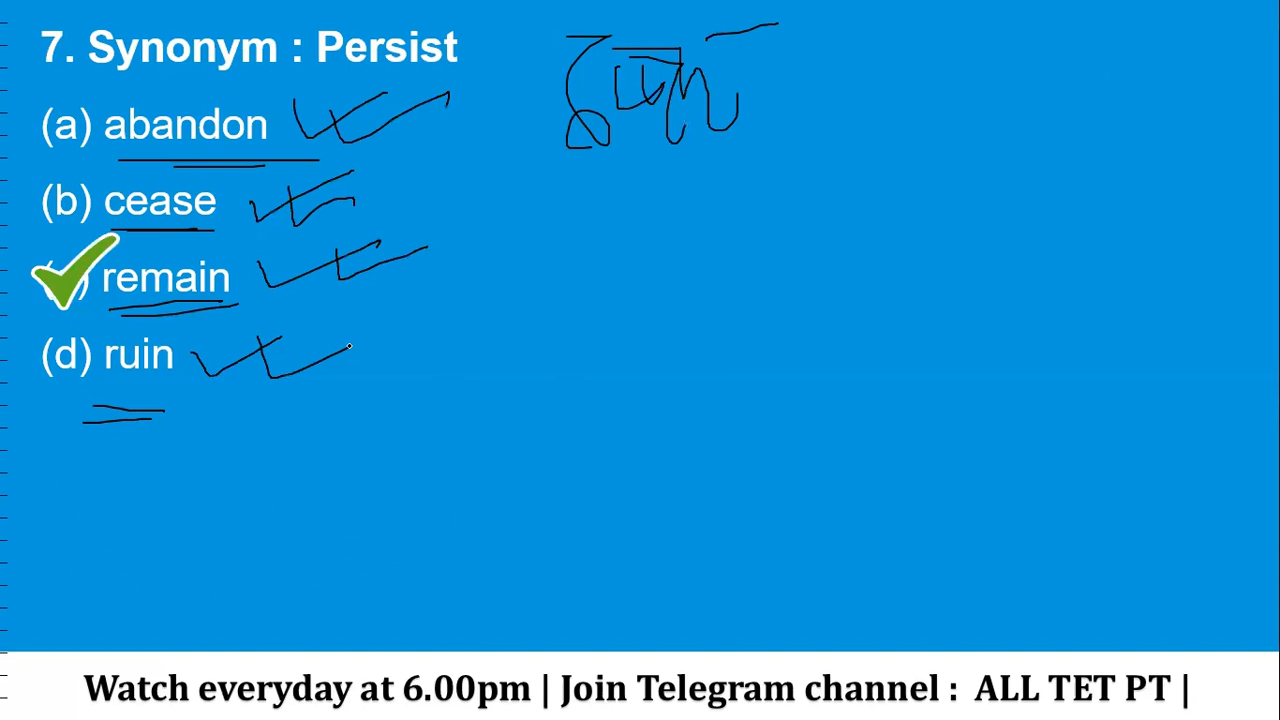 7. Synonym : Persist
(a) abandon
(b) cease
remain
(d) ruin
Watch everyday at 6.00pm | Join Telegram channel : ALL TET PT |